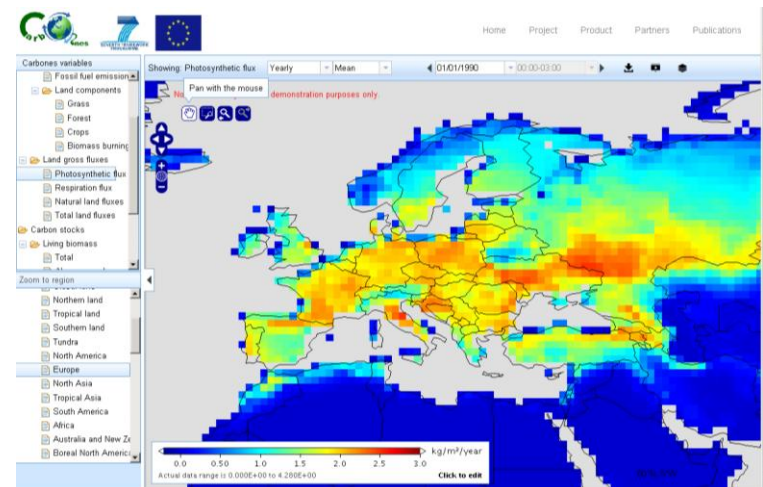 CarbOnes
SEVENTH FRAMEWORK
PROGRAMME
Home Project Product Partners Publications
Carbones variables
Fossil fuel emission
Land components
Grass
Forest
Crops
Biomass burning
Land gross fluxes
Photosynthetic flux
Respiration flux
Natural land fluxes
Total land fluxes
Carbon stocks
Living biomass
Total
Zoom to region
Northern land
Tropical land
Southern land
Tundra
North America
Europe
North Asia
Tropical Asia
South America
Africa
Australia and New Ze
Boreal North America
Showing: Photosynthetic flux Yearly Mean 01/01/1990 00:00-03:00
No demonstration purposes only.
Pan with the mouse
kg/m²/year
0.0 0.5 1.0 1.5 2.0 2.5 3.0
Actual data range is 0.000E+00 to 4.280E+00 Click to edit